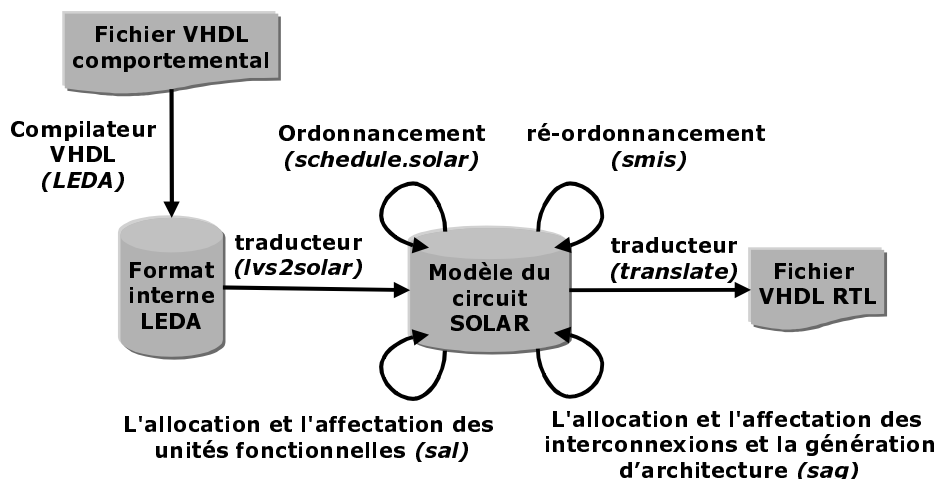 Fichier VHDL
comportemental
Compilateur
VHDL
(LEDA)
Ordonnancement
(schedule.solar)
ré-ordonnancement
(smis)
Format
interne
LEDA
traducteur
(lvs2solar)
Modèle du
circuit
SOLAR
traducteur
(translate)
Fichier
VHDL RTL
L'allocation et l'affectation des
unités fonctionnelles (sal)
L'allocation et l'affectation des
interconnexions et la génération
d’architecture (sag)